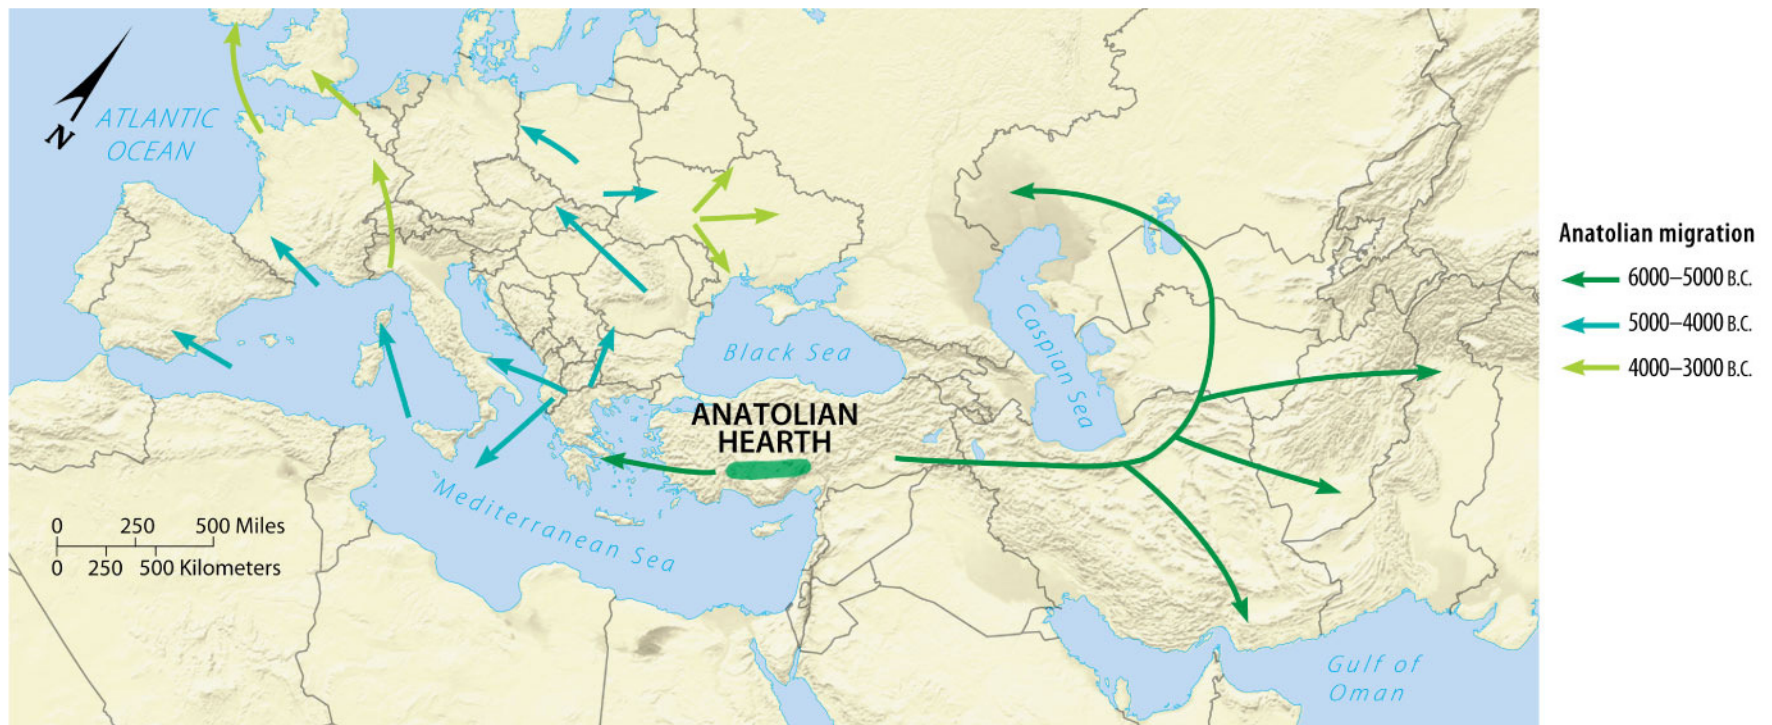 N
ATLANTIC
OCEAN
Black Sea
Caspian Sea
ANATOLIAN
HEARTH
Mediterranean Sea
0 250 500 Miles
0 250 500 Kilometers
Gulf of
Oman
Anatolian migration
6000–5000 B.C.
5000–4000 B.C.
4000–3000 B.C.